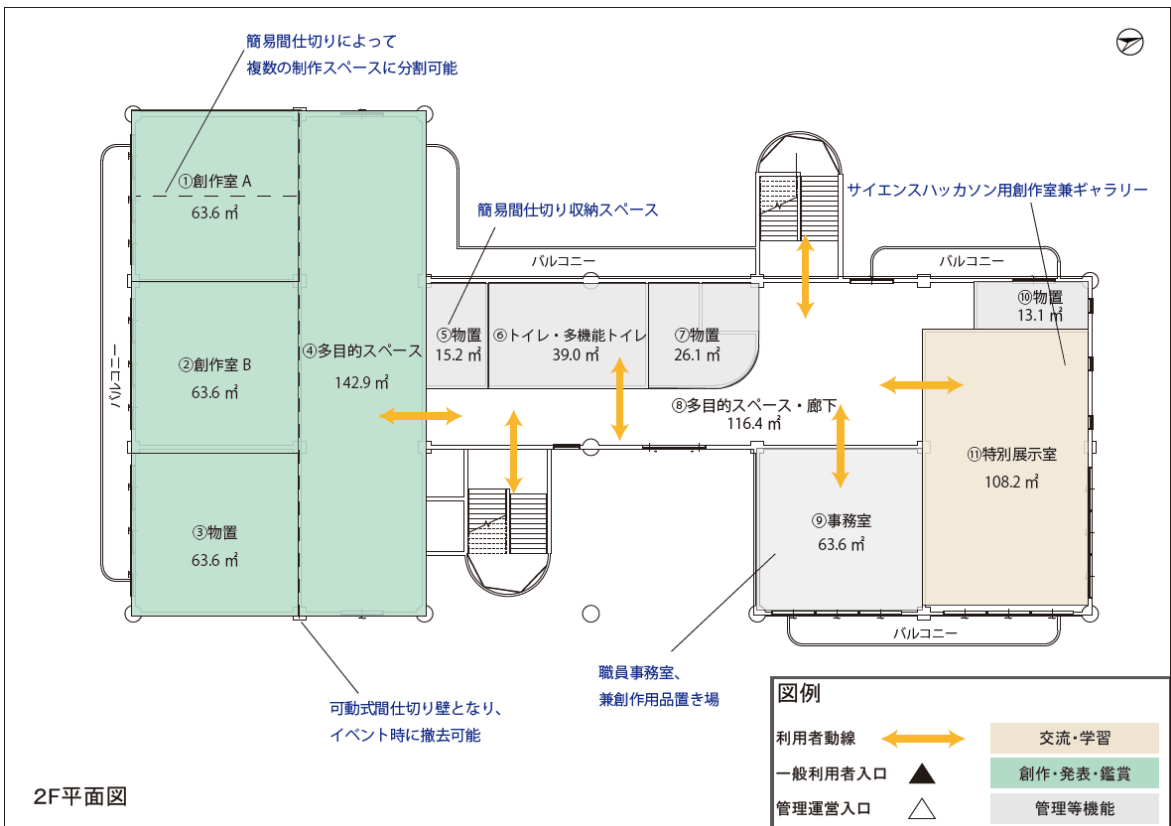 簡易間仕切りによって
複数の制作スペースに分割可能
①創作室 A
63.6 ㎡
簡易間仕切り収納スペース
サイエンスハッカソン用創作室兼ギャラリー
バルコニー
バルコニー
⑩物置
13.1 ㎡
⑤物置
15.2 ㎡
⑥トイレ・多機能トイレ
39.0 ㎡
⑦物置
26.1 ㎡
バルコニー
②創作室 B
63.6 ㎡
④多目的スペース
142.9 ㎡
⑧多目的スペース・廊下
116.4 ㎡
⑪特別展示室
108.2 ㎡
③物置
63.6 ㎡
⑨事務室
63.6 ㎡
バルコニー
職員事務室、
兼創作用品置き場
可動式間仕切り壁となり、
イベント時に撤去可能
2F平面図
図例
利用者動線
交流・学習
一般利用者入口
創作・発表・鑑賞
管理運営入口
管理等機能